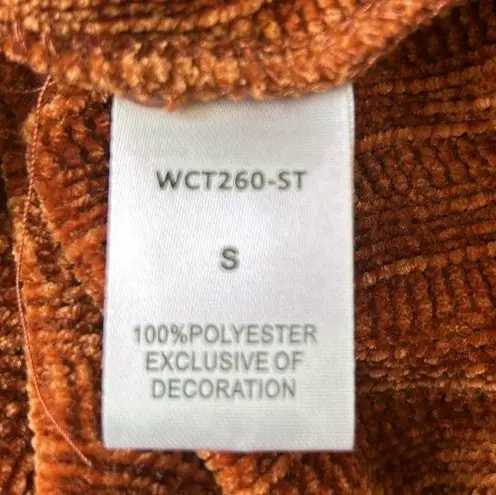 WCT260-ST
S
100%POLYESTER
EXCLUSIVE OF
DECORATION